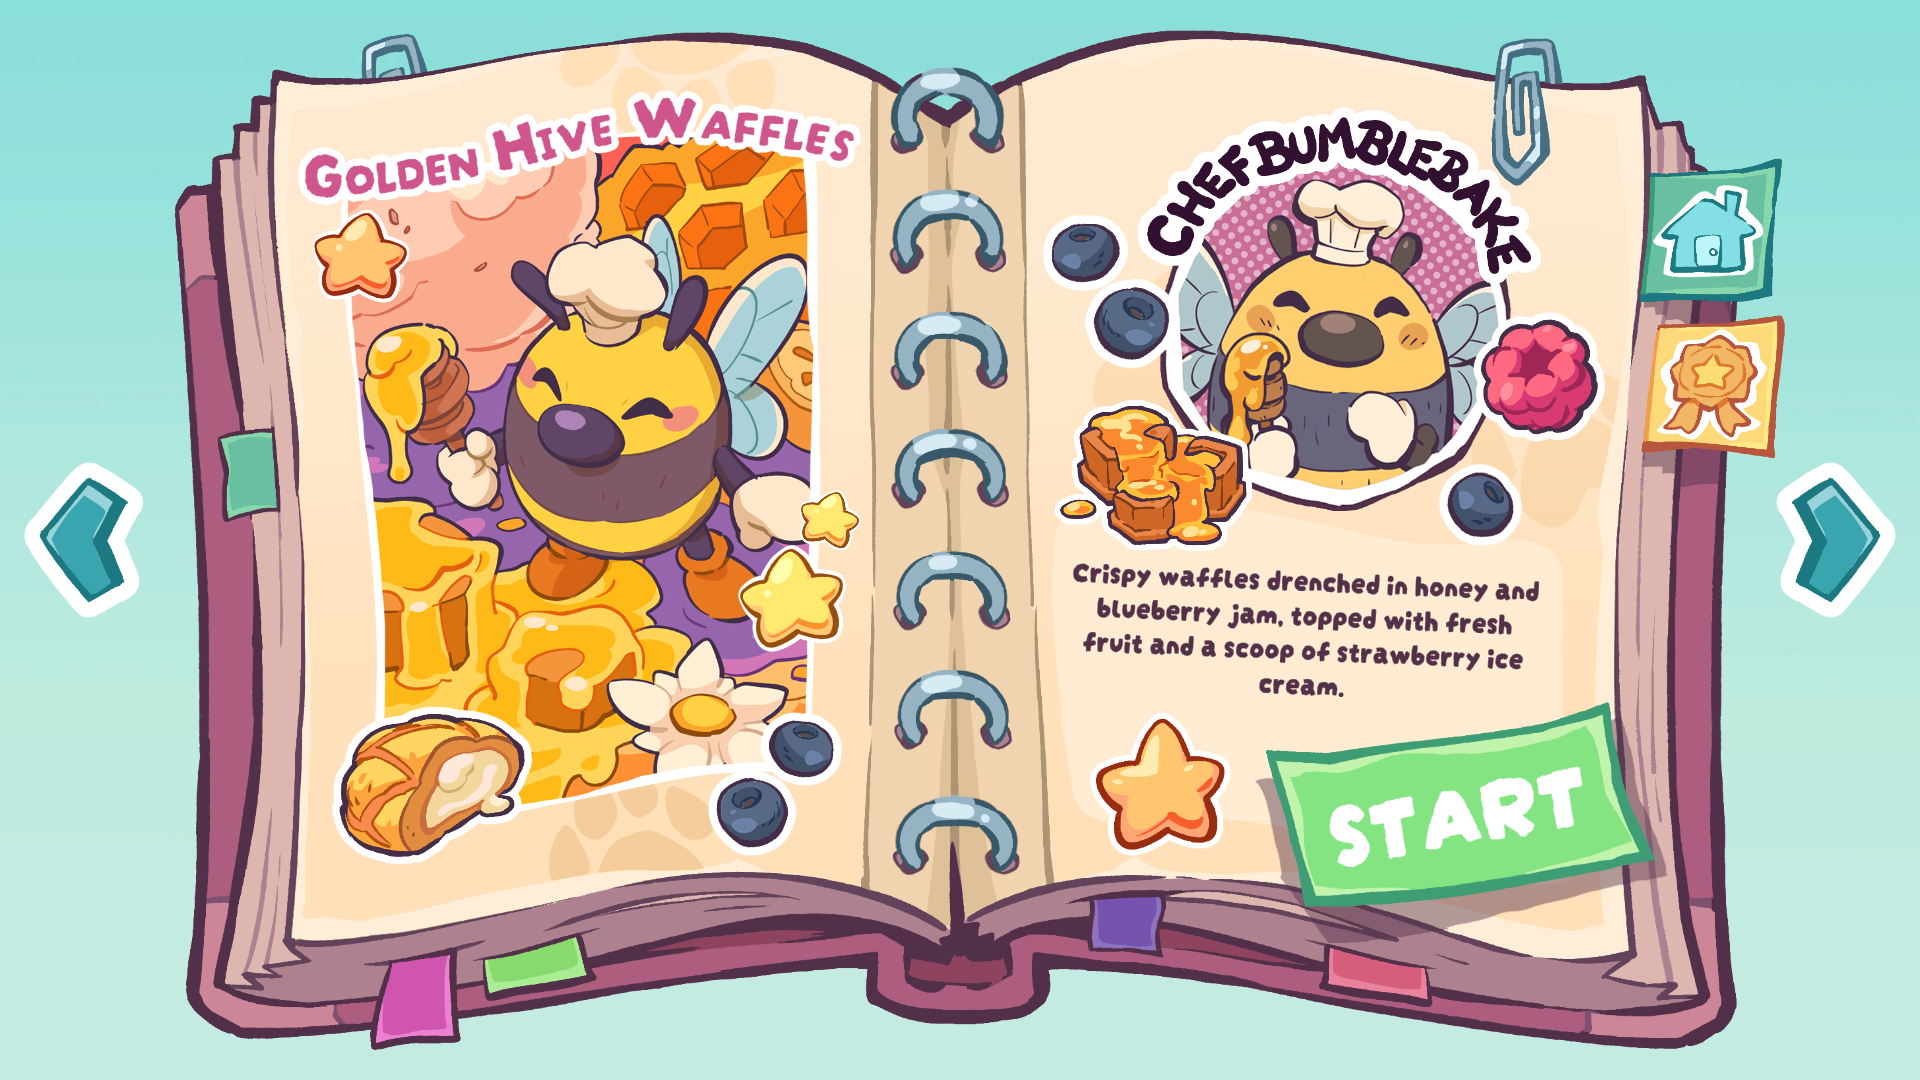 GOLDEN HIVE WAFFLES
CHEF BUMBLEBAKE
Crispy waffles drenched in honey and
blueberry jam, topped with fresh
fruit and a scoop of strawberry ice
cream.
START